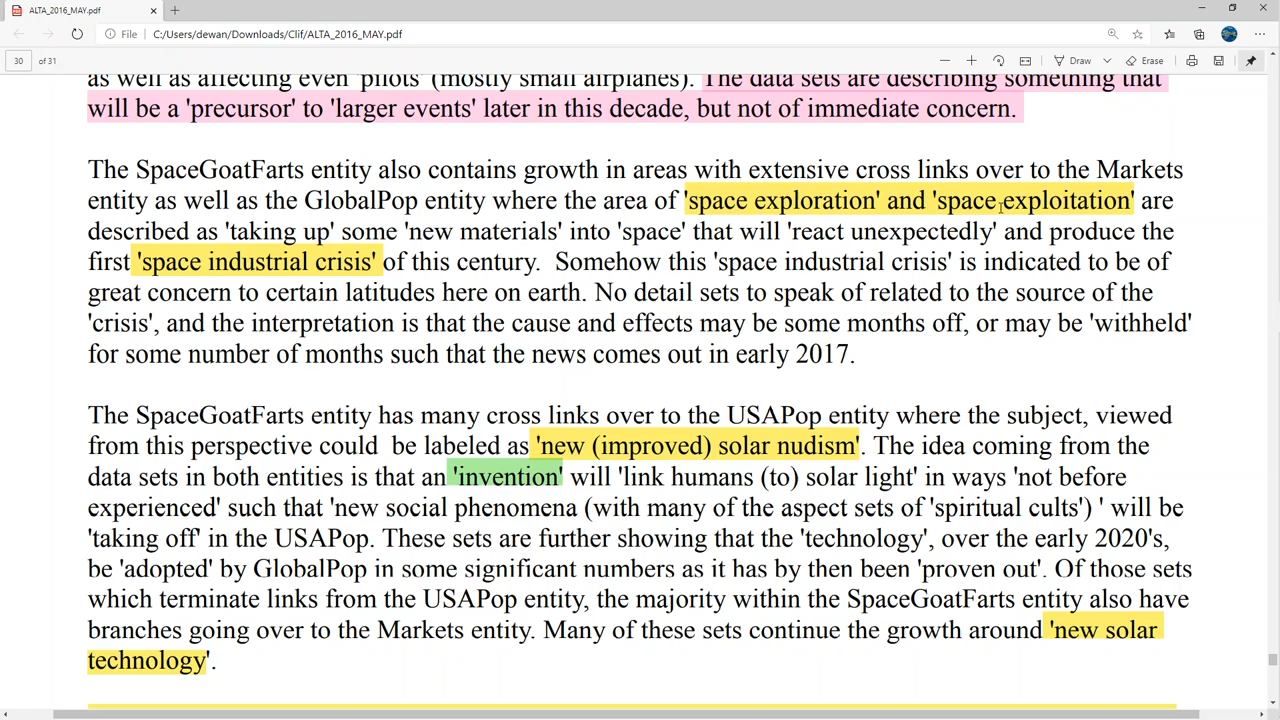 ALTA_2016_MAY.pdf
File C:/Users/dewan/Downloads/Clif/ALTA_2016_MAY.pdf
30 of 31 Draw Erase
as well as affecting even 'pilots' (mostly small airplanes). The data sets are describing something that
will be a 'precursor' to 'larger events' later in this decade, but not of immediate concern.
The SpaceGoatFarts entity also contains growth in areas with extensive cross links over to the Markets
entity as well as the GlobalPop entity where the area of 'space exploration' and 'space exploitation' are
described as 'taking up' some 'new materials' into 'space' that will 'react unexpectedly' and produce the
first 'space industrial crisis' of this century. Somehow this 'space industrial crisis' is indicated to be of
great concern to certain latitudes here on earth. No detail sets to speak of related to the source of the
'crisis', and the interpretation is that the cause and effects may be some months off, or may be 'withheld'
for some number of months such that the news comes out in early 2017.
The SpaceGoatFarts entity has many cross links over to the USAPop entity where the subject, viewed
from this perspective could be labeled as 'new (improved) solar nudism'. The idea coming from the
data sets in both entities is that an 'invention' will 'link humans (to) solar light' in ways 'not before
experienced' such that 'new social phenomena (with many of the aspect sets of 'spiritual cults') ' will be
'taking off' in the USAPop. These sets are further showing that the 'technology', over the early 2020's,
be 'adopted' by GlobalPop in some significant numbers as it has by then been 'proven out'. Of those sets
which terminate links from the USAPop entity, the majority within the SpaceGoatFarts entity also have
branches going over to the Markets entity. Many of these sets continue the growth around 'new solar
technology'.